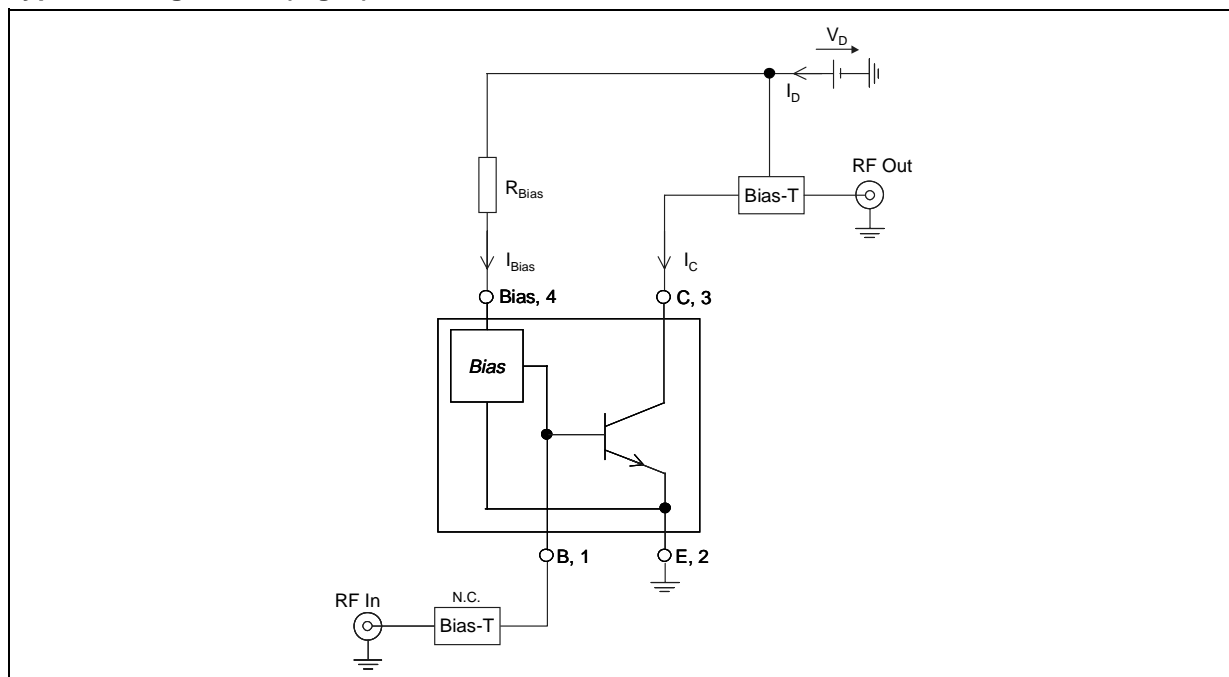 V_D
I_D
RF Out
R_Bias
Bias-T
I_Bias
I_C
Bias, 4
C, 3
Bias
B, 1
E, 2
RF In
N.C.
Bias-T